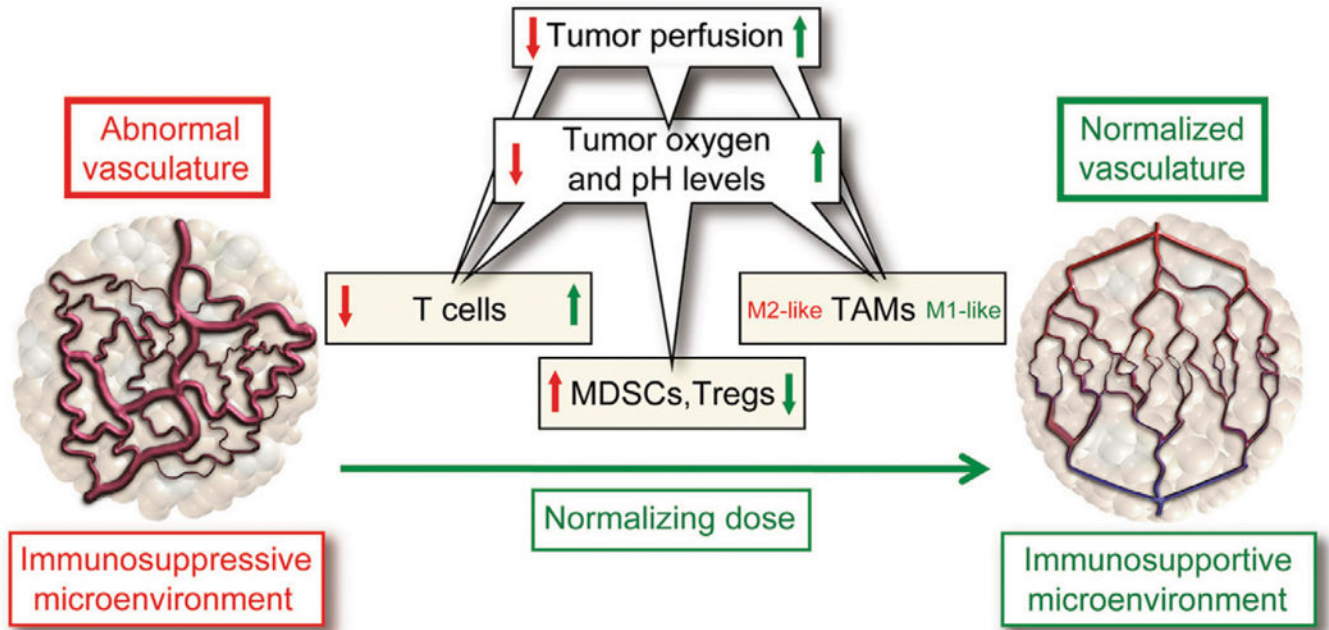 Tumor perfusion
Abnormal
vasculature
Tumor oxygen
and pH levels
Normalized
vasculature
T cells
M2-like TAMs M1-like
MDSCs,Tregs
Normalizing dose
Immunosuppressive
microenvironment
Immunosupportive
microenvironment